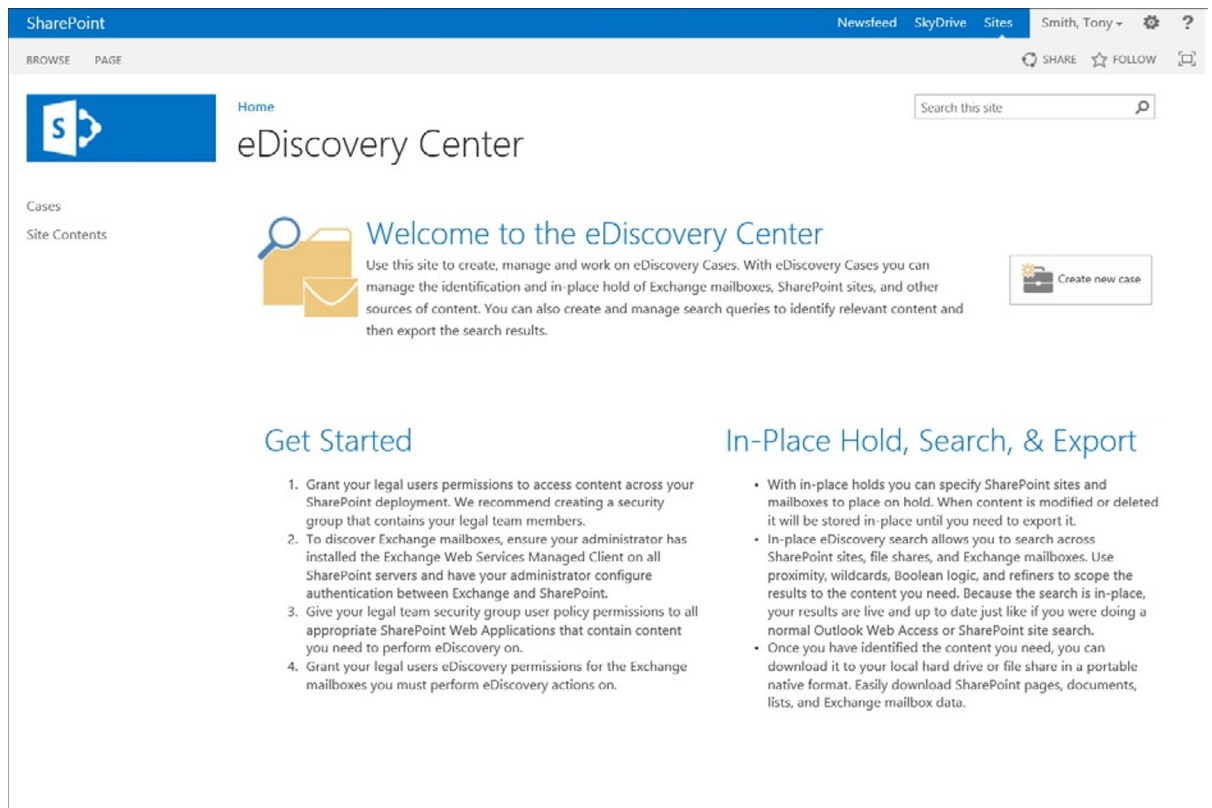 SharePoint
Newsfeed SkyDrive Sites Smith, Tony ?
BROWSE PAGE
SHARE FOLLOW
S
Home
Search this site
eDiscovery Center
Cases
Site Contents
Welcome to the eDiscovery Center
Use this site to create, manage and work on eDiscovery Cases. With eDiscovery Cases you can
manage the identification and in-place hold of Exchange mailboxes, SharePoint sites, and other
sources of content. You can also create and manage search queries to identify relevant content and
then export the search results.
Create new case
Get Started
1. Grant your legal users permissions to access content across your
SharePoint deployment. We recommend creating a security
group that contains your legal team members.
2. To discover Exchange mailboxes, ensure your administrator has
installed the Exchange Web Services Managed Client on all
SharePoint servers and have your administrator configure
authentication between Exchange and SharePoint.
3. Give your legal team security group user policy permissions to all
appropriate SharePoint Web Applications that contain content
you need to perform eDiscovery on.
4. Grant your legal users eDiscovery permissions for the Exchange
mailboxes you must perform eDiscovery actions on.
In-Place Hold, Search, & Export
• With in-place holds you can specify SharePoint sites and
mailboxes to place on hold. When content is modified or deleted
it will be stored in-place until you need to export it.
• In-place eDiscovery search allows you to search across
SharePoint sites, file shares, and Exchange mailboxes. Use
proximity, wildcards, Boolean logic, and refiners to scope the
results to the content you need. Because the search is in-place,
your results are live and up to date just like if you were doing a
normal Outlook Web Access or SharePoint site search.
• Once you have identified the content you need, you can
download it to your local hard drive or file share in a portable
native format. Easily download SharePoint pages, documents,
lists, and Exchange mailbox data.